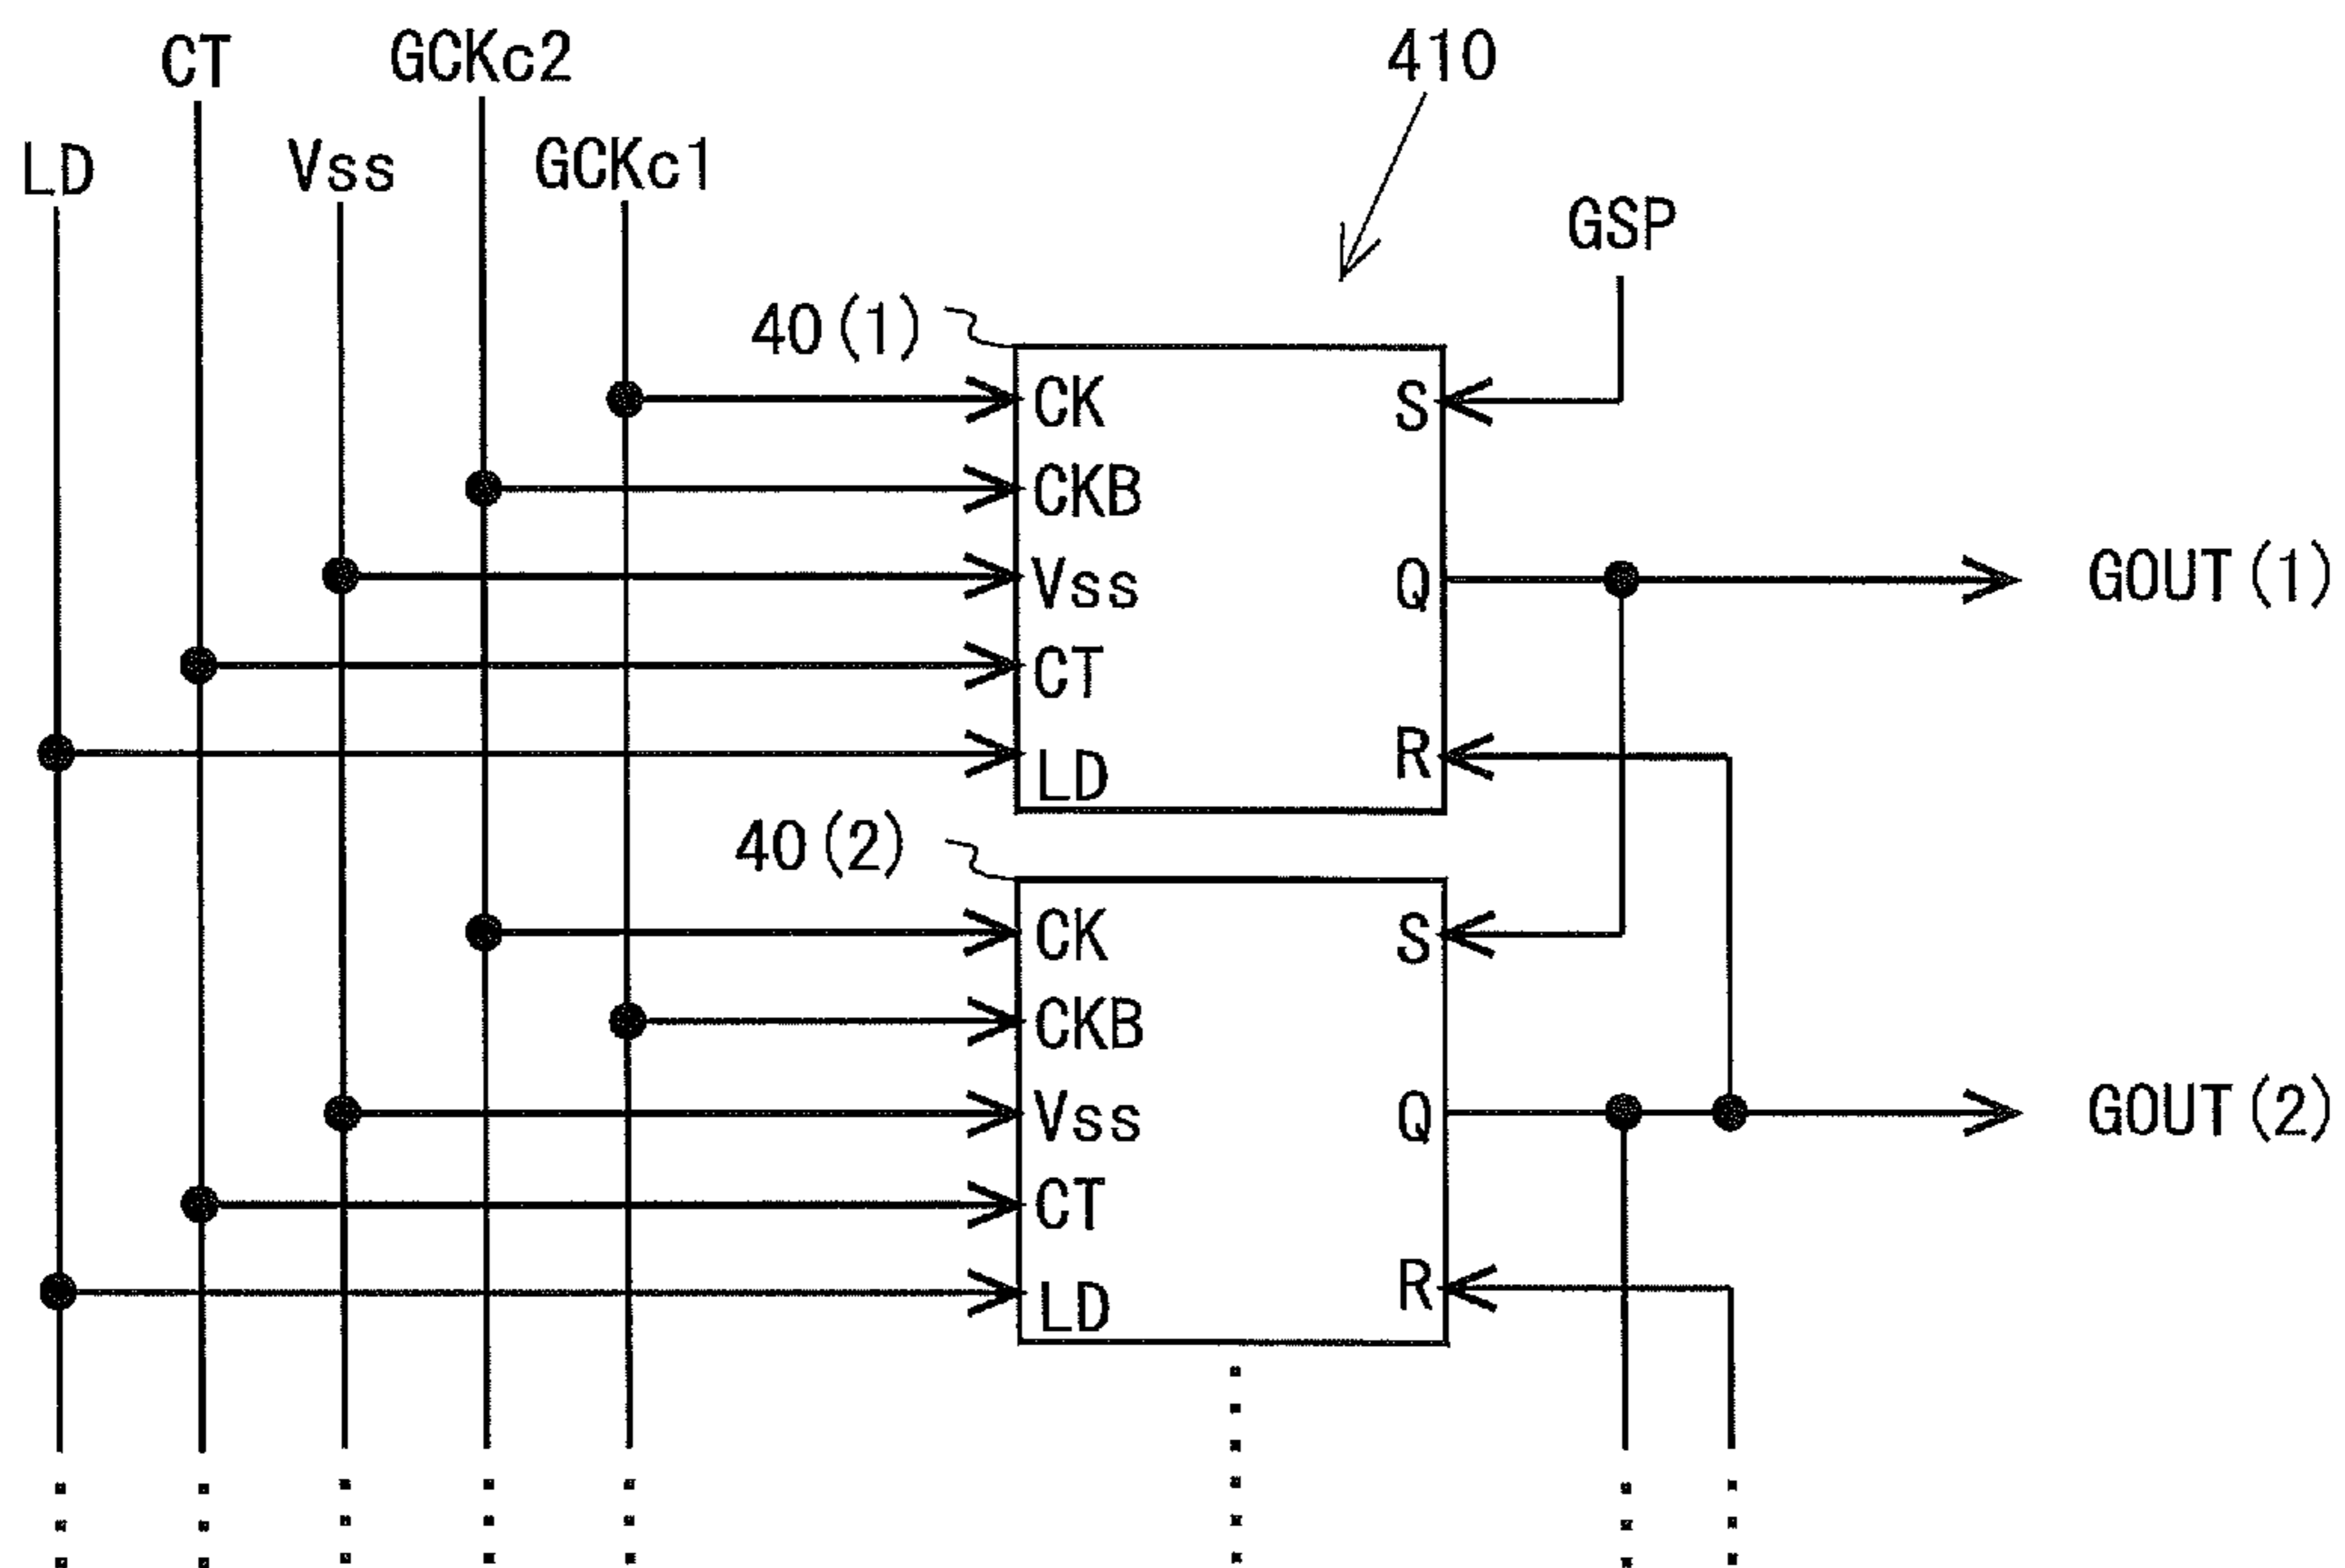 CT
GCKc2
410
LD
Vss
GCKc1
GSP
40(1)
CK
S
CKB
Vss
Q
GOUT(1)
CT
LD
R
40(2)
CK
S
CKB
Vss
Q
GOUT(2)
CT
LD
R